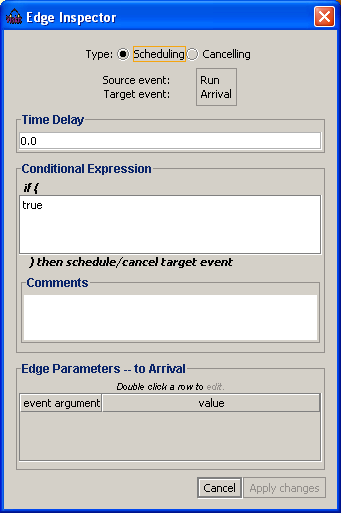 Edge Inspector
Type: Scheduling Cancelling
Source event: Run
Target event: Arrival
Time Delay
0.0
Conditional Expression
if {
true
} then schedule/cancel target event
Comments
Edge Parameters -- to Arrival
Double click a row to edit.
event argument value
Cancel Apply changes